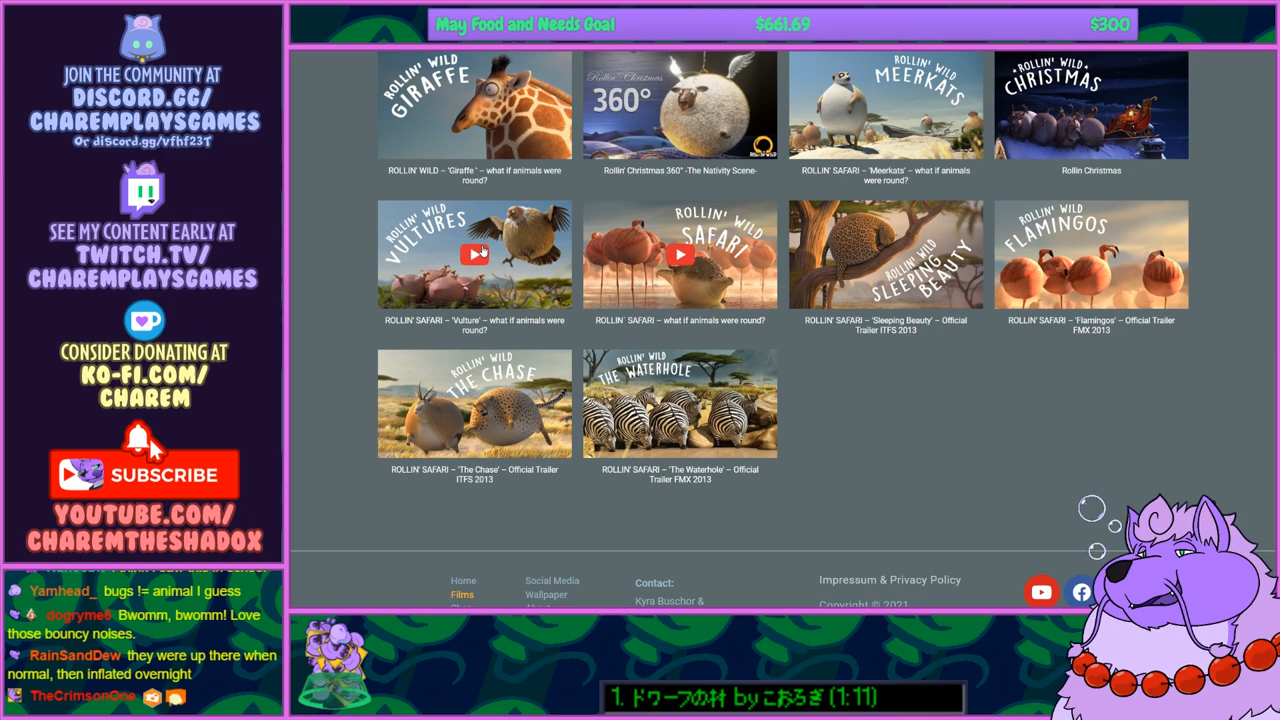 May Food and Needs Goal $661.69 $300
JOIN THE COMMUNITY AT
DISCORD.GG/
CHAREMPLAYSGAMES
Or discord.gg/vfhf23T
SEE MY CONTENT EARLY AT
TWITCH.TV/
CHAREMPLAYSGAMES
CONSIDER DONATING AT
KO-FI.COM/
CHAREM
SUBSCRIBE
YOUTUBE.COM/
CHAREMTHESHADOX
Yamhead_ bugs != animal I guess
dogryme6 Bwomm, bwomm! Love
those bouncy noises.
RainSandDew they were up there when
normal, then inflated overnight
TheCrimsonOne
ROLLIN' WILD
GIRAFFE
ROLLIN' WILD – 'Giraffe ' – what if animals were
round?
Rollin' Christmas
360°
Rollin' Christmas 360° -The Nativity Scene-
ROLLIN' WILD
MEERKATS
ROLLIN' SAFARI – 'Meerkats' – what if animals
were round?
ROLLIN' WILD
CHRISTMAS
Rollin Christmas
ROLLIN' WILD
VULTURES
ROLLIN' SAFARI – 'Vulture' – what if animals were
round?
ROLLIN' WILD
SAFARI
ROLLIN` SAFARI – what if animals were round?
ROLLIN' WILD
SLEEPING
BEAUTY
ROLLIN' SAFARI – 'Sleeping Beauty' – Official
Trailer ITFS 2013
ROLLIN' WILD
FLAMINGOS
ROLLIN' SAFARI – 'Flamingos' – Official Trailer
FMX 2013
ROLLIN' WILD
THE CHASE
ROLLIN' SAFARI – 'The Chase' – Official Trailer
ITFS 2013
ROLLIN' WILD
THE WATERHOLE
ROLLIN' SAFARI – 'The Waterhole' – Official
Trailer FMX 2013
Home
Films
Social Media
Wallpaper
Contact:
Kyra Buschor &
Impressum & Privacy Policy
Copyright © 2021
1. ドワーフの村 by こおろぎ (1:11)